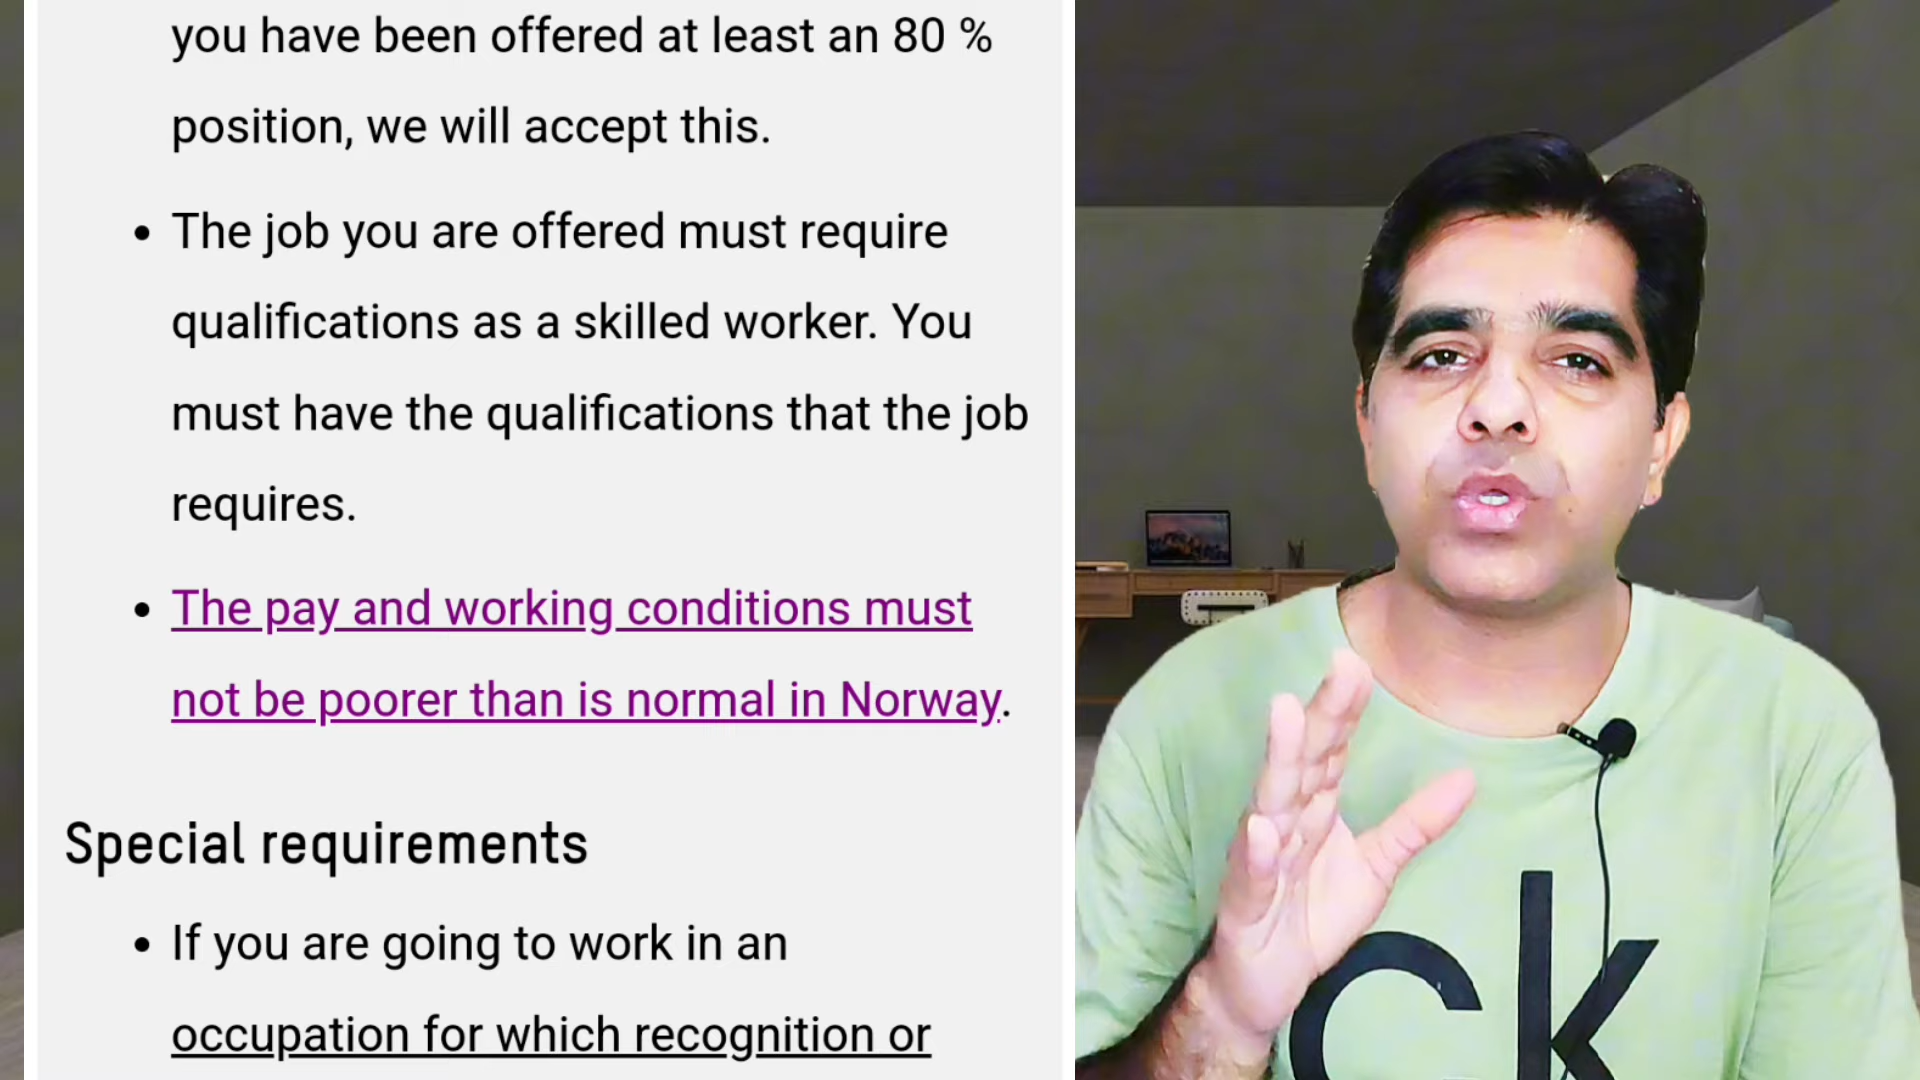 you have been offered at least an 80 %
position, we will accept this.
• The job you are offered must require
qualifications as a skilled worker. You
must have the qualifications that the job
requires.
• The pay and working conditions must
not be poorer than is normal in Norway.
Special requirements
• If you are going to work in an
occupation for which recognition or
ck